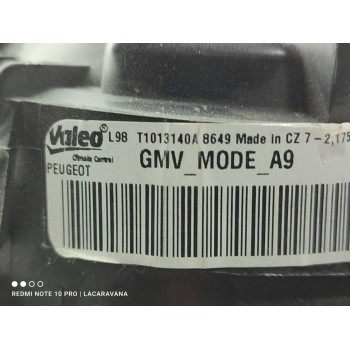 Valeo L98 T1013140A 8649 Made in CZ 7-2,175
Climate Control
PEUGEOT GMV_MODE_A9
REDMI NOTE 10 PRO | LACARAVANA